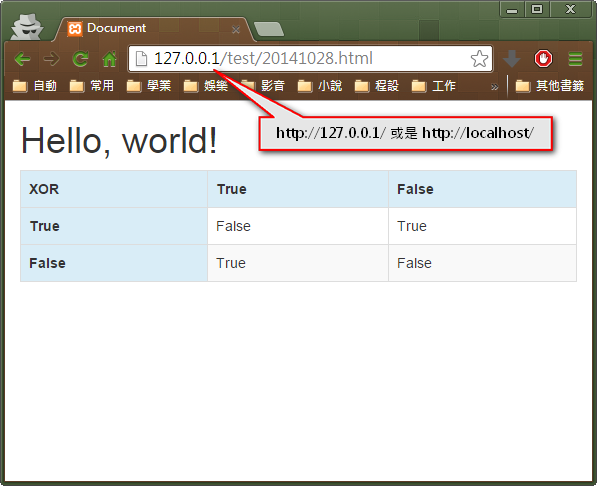 Document
127.0.0.1/test/20141028.html
自動 常用 學業 娛樂 影音 小說 程設 工作 » 其他書籤
http://127.0.0.1/ 或是 http://localhost/
Hello, world!
XOR True False
True False True
False True False